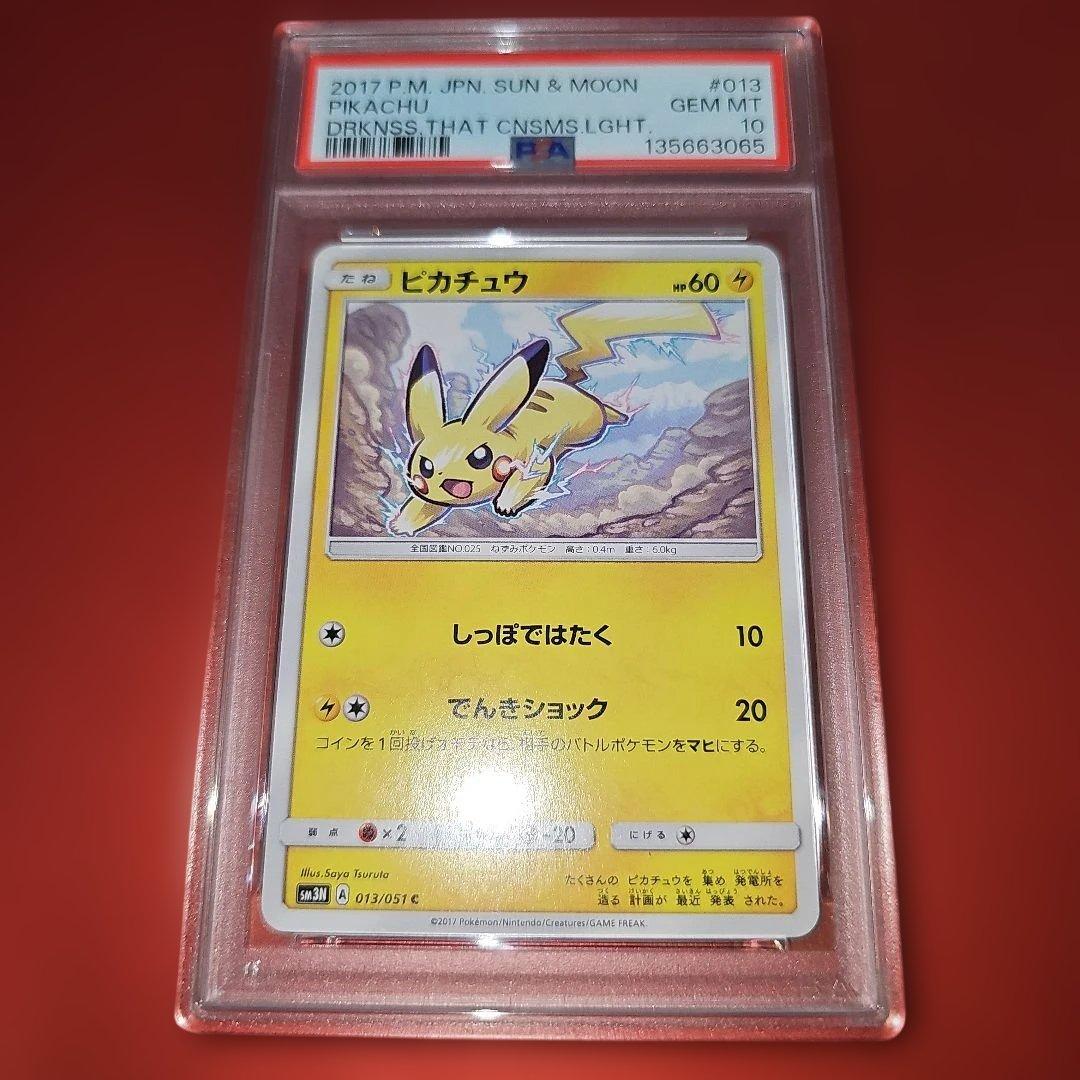 2017 P.M. JPN. SUN & MOON #013
PIKACHU GEM MT
DRKNSS.THAT CNSMS.LGHT. 10
PSA 135663065
たね ピカチュウ HP60
全国図鑑NO.025 ねずみポケモン 高さ:0.4m 重さ:6.0kg
しっぽではたく 10
でんきショック 20
コインを1回投げオモテなら、相手のバトルポケモンをマヒにする。
弱点 ×2 -20 にげる
Illus.Saya Tsuruta
たくさんの ピカチュウを 集め 発電所を
造る 計画が 最近 発表 された。
SM3N A 013/051 C
©2017 Pokémon/Nintendo/Creatures/GAME FREAK.